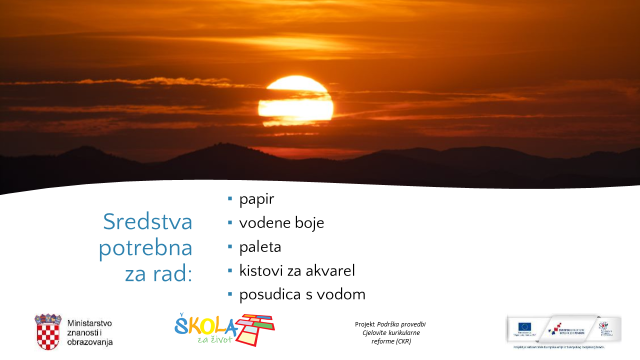 Sredstva
potrebna
za rad:
papir
vodene boje
paleta
kistovi za akvarel
posudica s vodom
Ministarstvo
znanosti i
obrazovanja
ŠKOLA
za život
Projekt Podrška provedbi
Cjelovite kurikularne
reforme (CKR)